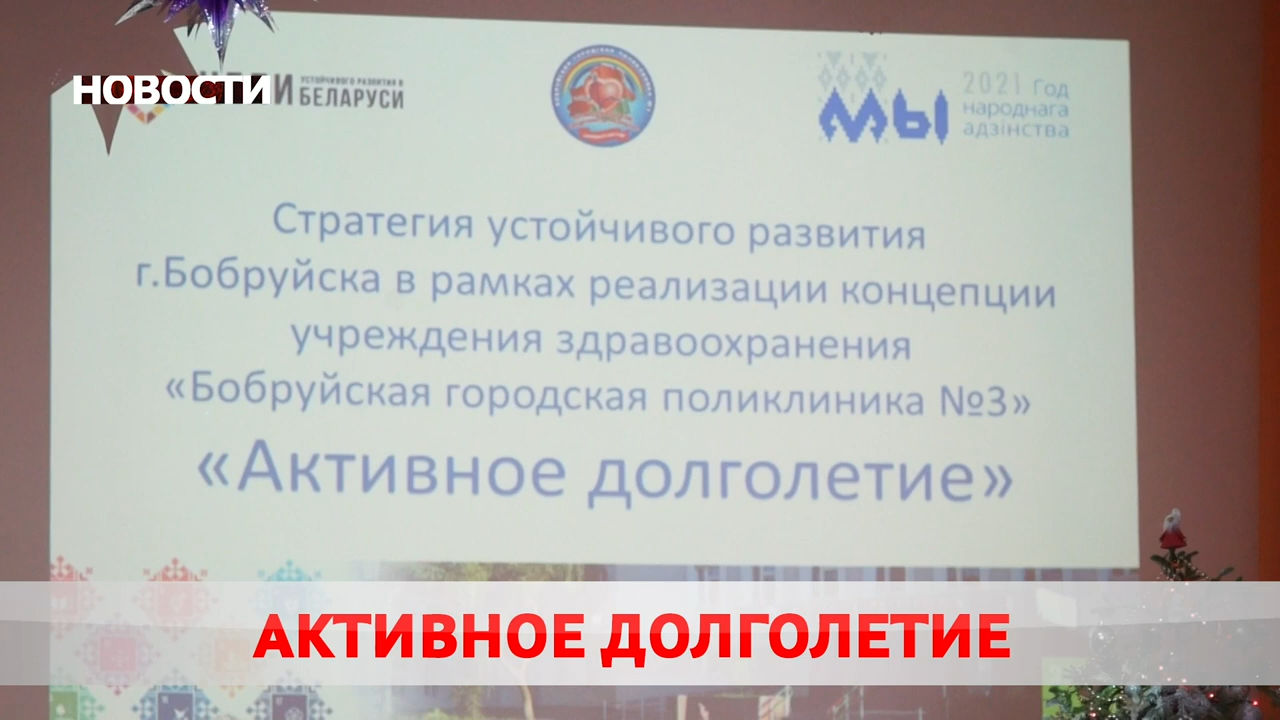 НОВОСТИ
УСТОЙЧИВОГО РАЗВИТИЯ В
БЕЛАРУСИ
МЫ
2021 Год
народнага
адзінства
Стратегия устойчивого развития
г.Бобруйска в рамках реализации концепции
учреждения здравоохранения
«Бобруйская городская поликлиника №3»
«Активное долголетие»
АКТИВНОЕ ДОЛГОЛЕТИЕ